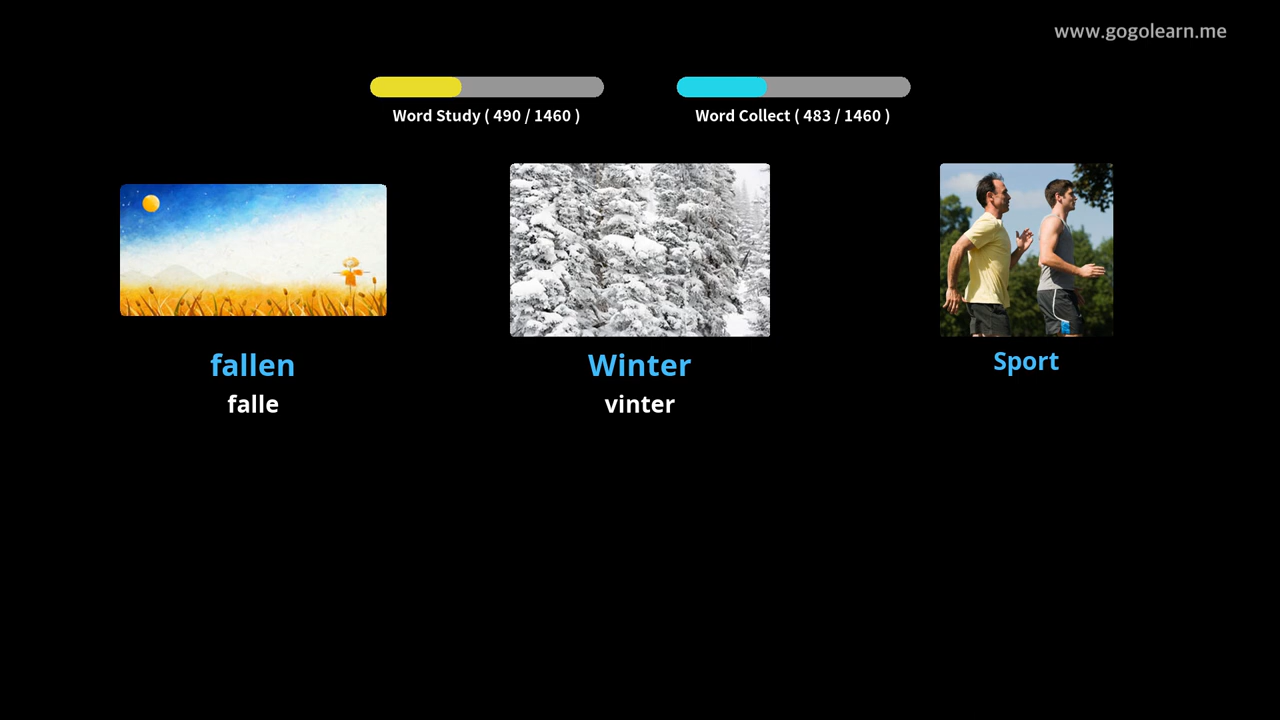 www.gogolearn.me
Word Study ( 490 / 1460 )
Word Collect ( 483 / 1460 )
fallen
falle
Winter
vinter
Sport